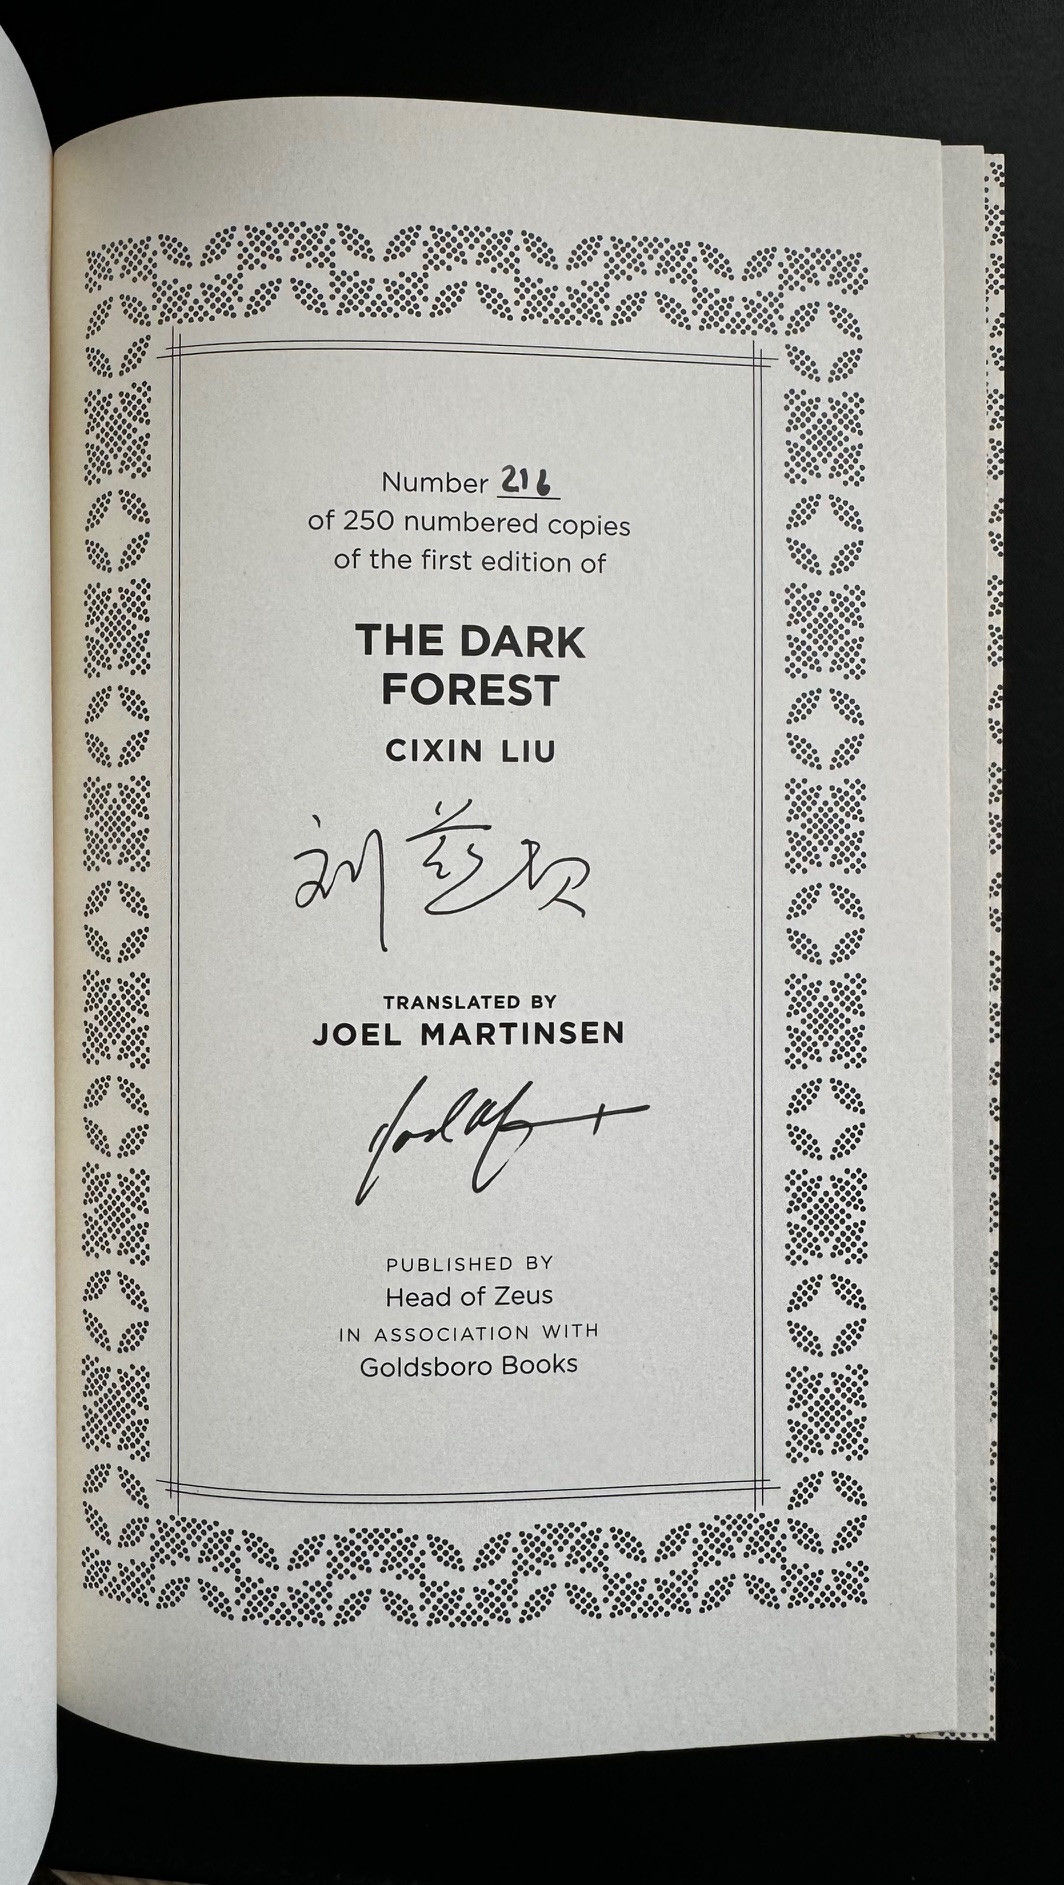 Number 216
of 250 numbered copies
of the first edition of
THE DARK
FOREST
CIXIN LIU
刘慈欣
TRANSLATED BY
JOEL MARTINSEN
PUBLISHED BY
Head of Zeus
IN ASSOCIATION WITH
Goldsboro Books